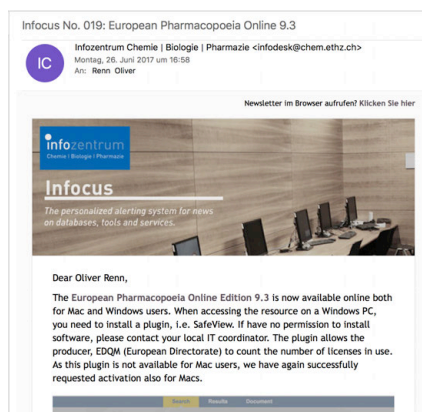 Infocus No. 019: European Pharmacopoeia Online 9.3
IC
Infozentrum Chemie | Biologie | Pharmazie <infodesk@chem.ethz.ch>
Montag, 26. Juni 2017 um 16:58
An: Renn Oliver
Newsletter im Browser aufrufen? Klicken Sie hier
infozentrum
Chemie | Biologie | Pharmazie
Infocus
The personalized alerting system for news
on databases, tools and services.
Dear Oliver Renn,
The European Pharmacopoeia Online Edition 9.3 is now available online both
for Mac and Windows users. When accessing the resource on a Windows PC,
you need to install a plugin, i.e. SafeView. If have no permission to install
software, please contact your local IT coordinator. The plugin allows the
producer, EDQM (European Directorate) to count the number of licenses in use.
As this plugin is not available for Mac users, we have again successfully
requested activation also for Macs.
Search Results Document